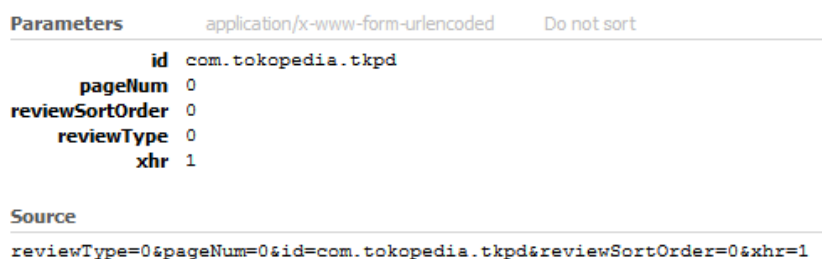 Parameters application/x-www-form-urlencoded Do not sort
id com.tokopedia.tkpd
pageNum 0
reviewSortOrder 0
reviewType 0
xhr 1
Source
reviewType=0&pageNum=0&id=com.tokopedia.tkpd&reviewSortOrder=0&xhr=1